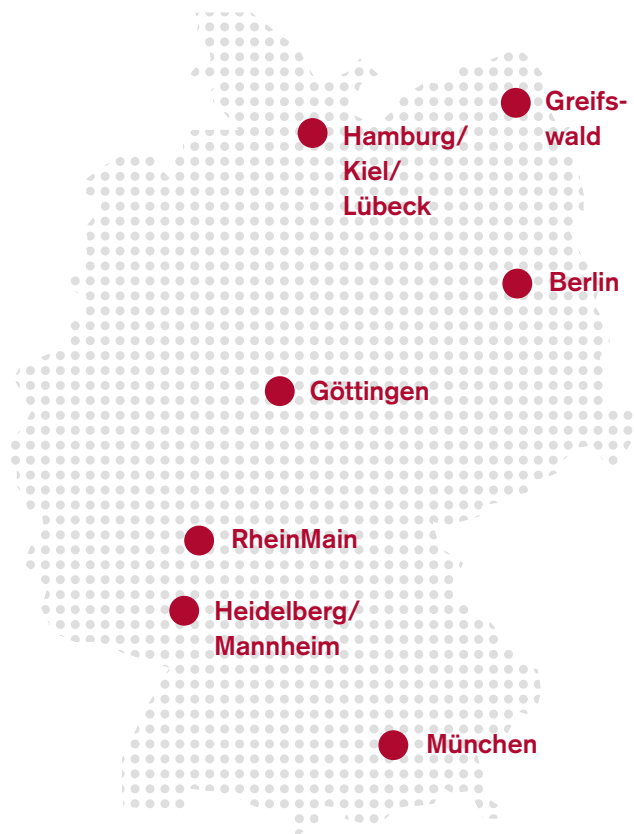 Greifs-
wald
Hamburg/
Kiel/
Lübeck
Berlin
Göttingen
RheinMain
Heidelberg/
Mannheim
München